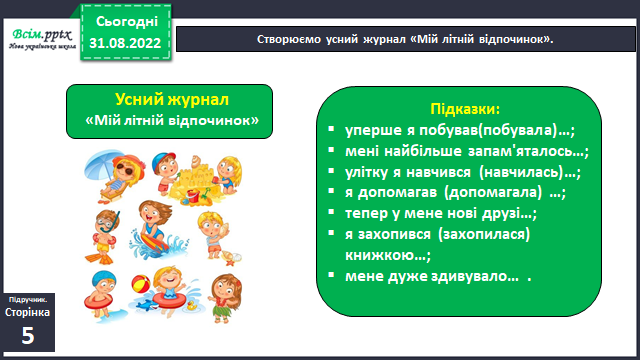 Всім.pptx
Нова українська школа
Сьогодні
31.08.2022
Створюємо усний журнал «Мій літній відпочинок».
Усний журнал
«Мій літній відпочинок»
Підказки:
▪ уперше я побував(побувала)...;
▪ мені найбільше запам'яталось...;
▪ улітку я навчився (навчилась)...;
▪ я допомагав (допомагала) ...;
▪ тепер у мене нові друзі...;
▪ я захопився (захопилася)
книжкою...;
▪ мене дуже здивувало... .
Підручник.
Сторінка
5